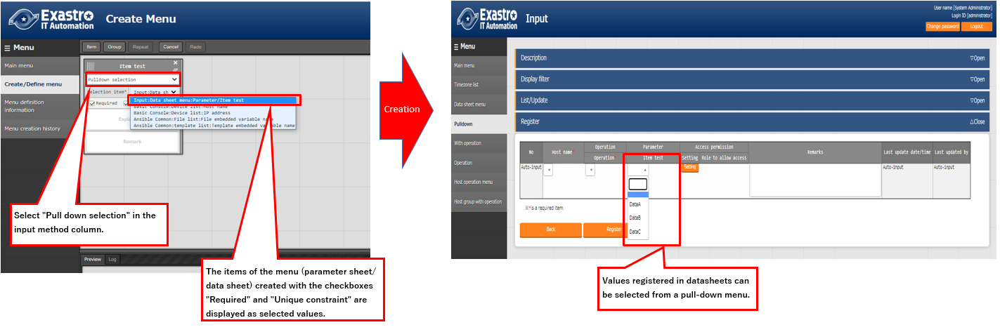 Exastro
IT Automation
Create Menu
Menu
Item Group Repeat Cancel Redo
Main menu
Create/Define menu
Menu definition
information
Menu creation history
Item test
Pulldown selection
Selection item* Input:Data sh
Required
Input:Data sheet menu:Parameter/Item test
Basic Console:Device list:Host name
Basic Console:Device list:IP address
Ansible Common:File list:File embedded variable name
Ansible Common:template list:Template embedded variable name
Remark
Preview Log
Select "Pull down selection" in the
input method column.
The items of the menu (parameter sheet/
data sheet) created with the checkboxes
"Required" and "Unique constraint" are
displayed as selected values.
Creation
Exastro
IT Automation
Input
User name [System Administrator]
Login ID [administrator]
Change password Logout
Menu
Main menu
Timezone list
Data sheet menu
Pulldown
With operation
Operation
Host operation menu
Host group with operation
Description ▽Open
Display filter ▽Open
List/Update ▽Open
Register △Close
No Host name* Operation Parameter Access permission Remarks Last update date/time Last updated by
Operation* Item test Setting Role to allow access
Auto-input Setting Auto-input Auto-input
DataA
DataB
DataC
※*is a required item.
Back Register
Values registered in datasheets can
be selected from a pull-down menu.